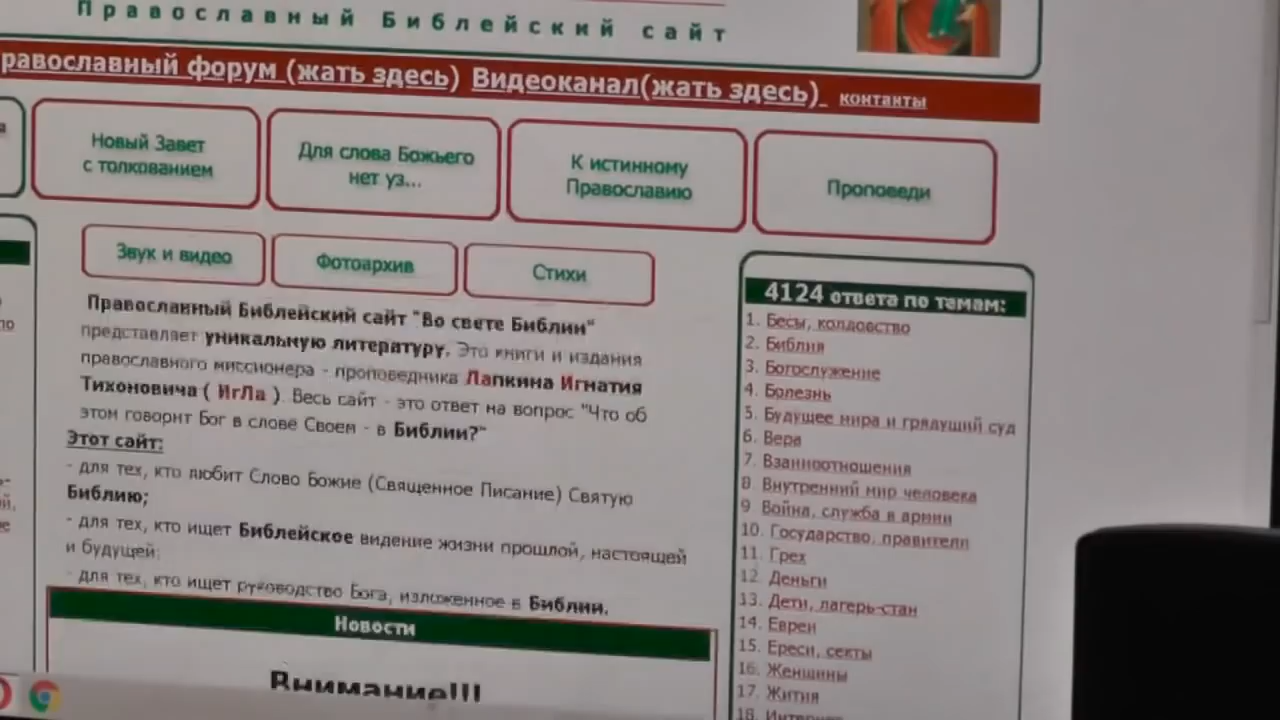 Православный Библейский сайт
равославный форум (жать здесь) Видеоканал(жать здесь) контакты
Новый Завет
с толкованием
Для слова Божьего
нет уз...
К истинному
Православию
Проповеди
Звук и видео
Фотоархив
Стихи
Православный Библейский сайт "Во свете Библии"
представляет уникальную литературу. Это книги и издания
православного миссионера - проповедника Лапкина Игнатия
Тихоновича ( ИгЛа ). Весь сайт - это ответ на вопрос "Что об
этом говорит Бог в слове Своем - в Библии?"
Этот сайт:
- для тех, кто любит Слово Божие (Священное Писание) Святую
Библию;
- для тех, кто ищет Библейское видение жизни прошлой, настоящей
и будущей;
- для тех, кто ищет руководство Бога, изложенное в Библии.
Новости
Внимание!!!
4124 ответа по темам:
1. Бесы, колдовство
2. Библия
3. Богослужение
4. Болезнь
5. Будущее мира и грядущий суд
6. Вера
7. Взаимоотношения
8. Внутренний мир человека
9. Война, служба в армии
10. Государство, правители
11. Грех
12. Деньги
13. Дети, лагерь-стан
14. Евреи
15. Ереси, секты
16. Женщины
17. Жития
18.